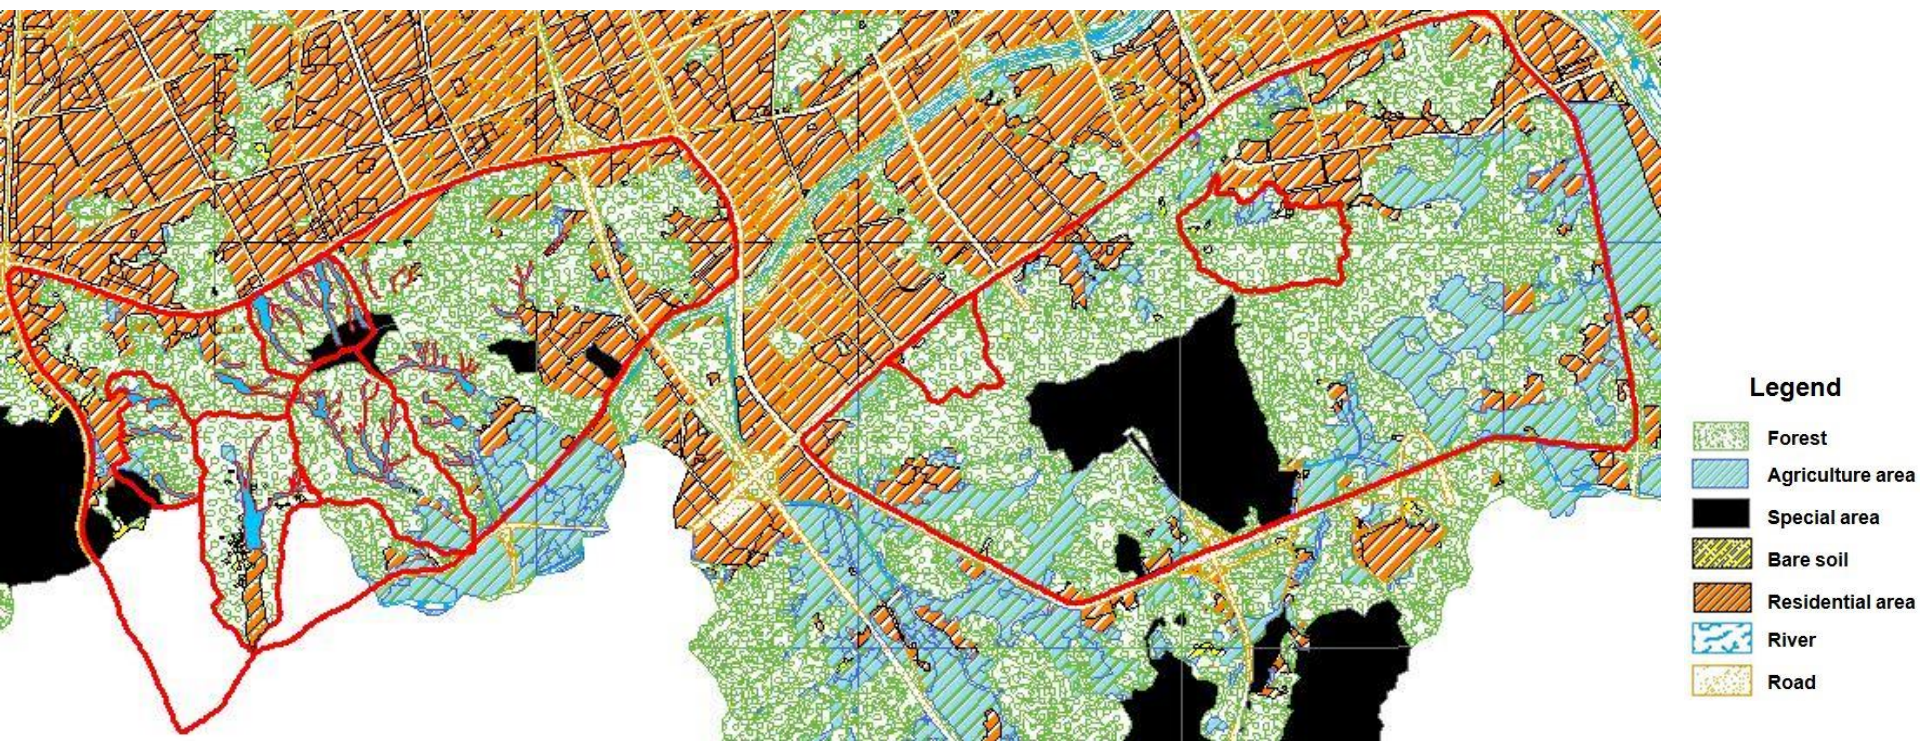 Legend
Forest
Agriculture area
Special area
Bare soil
Residential area
River
Road